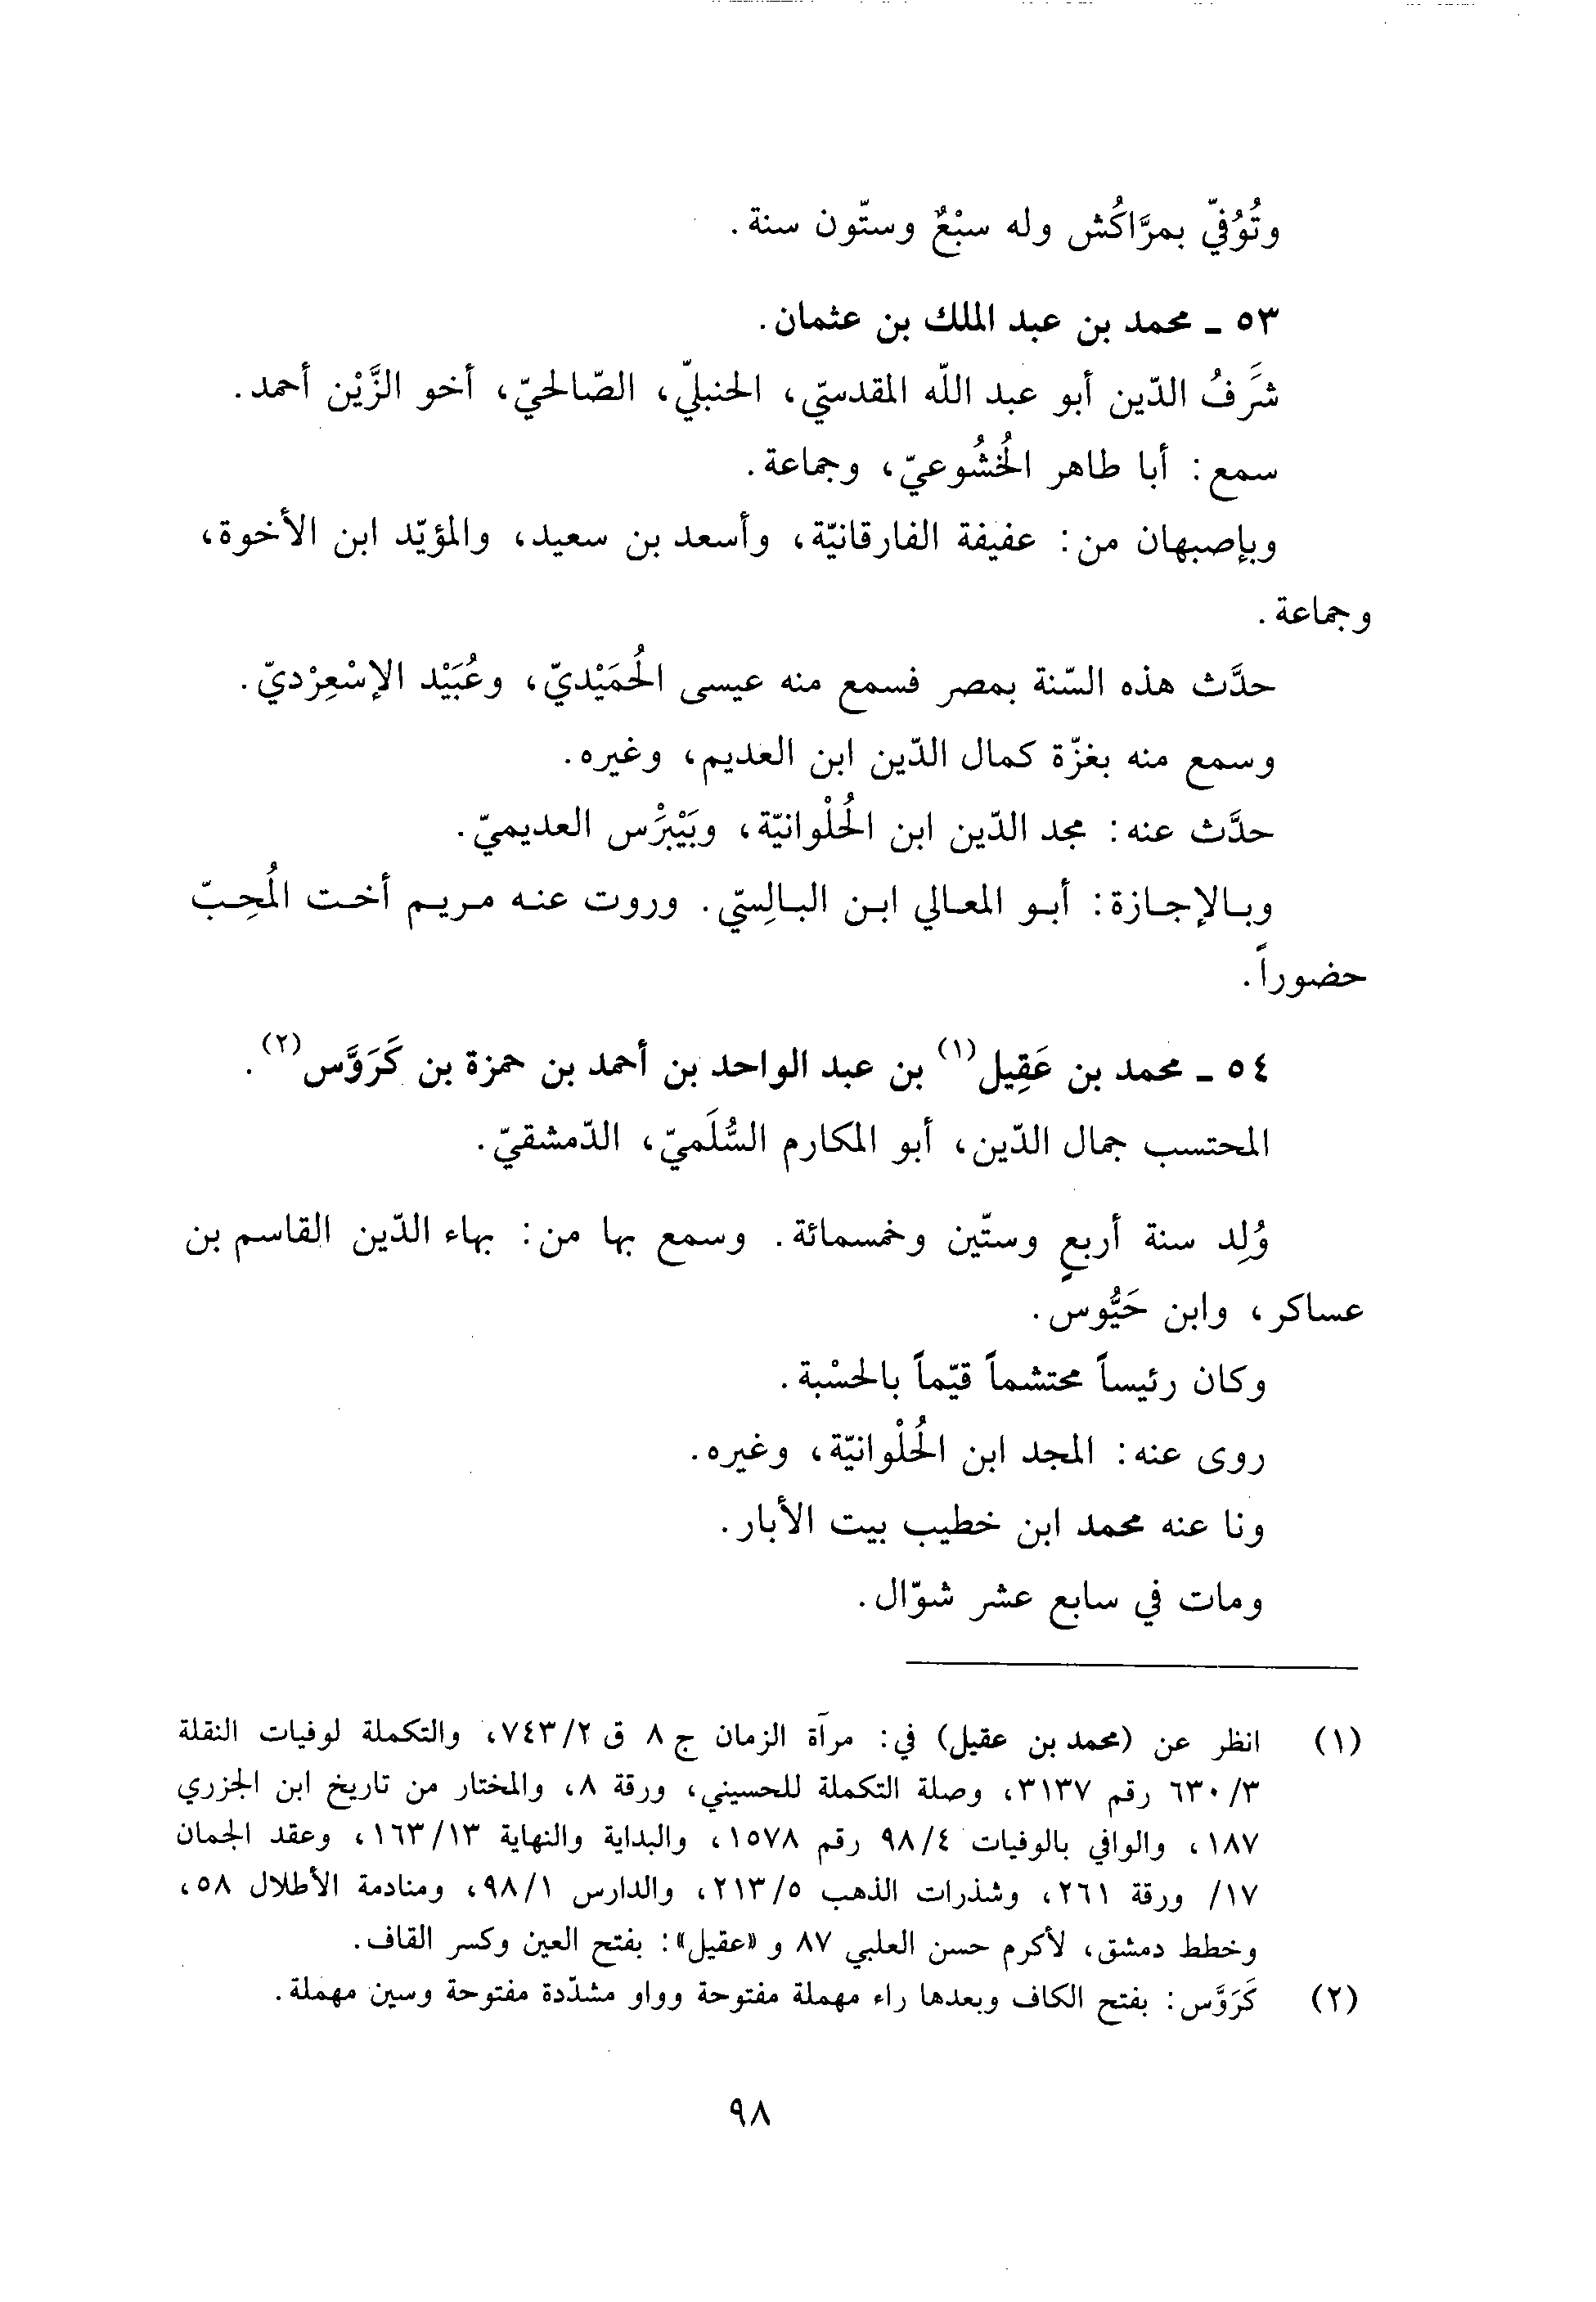 وتُوُفّي بمرَّاكُش وله سبْعٌ وستّون سنة.
٥٣ ـ محمد بن عبد الملك بن عثمان.
شَرَفُ الدّين أبو عبد اللّه المقدسيّ، الحنبليّ، الصّالحيّ، أخو الزَّيْن أحمد.
سمع: أبا طاهر الخُشُوعيّ، وجماعة.
وبإصبهان من: عفيفة الفارقانيّة، وأسعد بن سعيد، والمؤيّد ابن الأخوة،
وجماعة.
حدَّث هذه السّنة بمصر فسمع منه عيسى الحُمَيْديّ، وعُبَيْد الإسْعِرْديّ.
وسمع منه بغزّة كمال الدّين ابن العديم، وغيره.
حدَّث عنه: مجد الدّين ابن الحُلْوانيّة، وبَيْبَرْس العديميّ.
وبالإجازة: أبو المعالي ابن البالِسيّ. وروت عنه مريم أخت المُحِبّ
حضوراً.
٥٤ ـ محمد بن عَقِيل(١) بن عبد الواحد بن أحمد بن حمزة بن كَرَوَّس(٢).
المحتسب جمال الدّين، أبو المكارم السُّلَميّ، الدّمشقيّ.
وُلِد سنة أربعٍ وستّين وخمسمائة. وسمع بها من: بهاء الدّين القاسم بن
عساكر، وابن حَيُّوس.
وكان رئيساً محتشماً قيّماً بالحسْبة.
روى عنه: المجد ابن الحُلْوانيّة، وغيره.
ونا عنه محمد ابن خطيب بيت الأبار.
ومات في سابع عشر شوّال.
(١) انظر عن (محمد بن عقيل) في: مرآة الزمان ج ٨ ق ٢/٧٤٣، والتكملة لوفيات النقلة
٣/ ٦٣٠ رقم ٣١٣٧، وصلة التكملة للحسيني، ورقة ٨، والمختار من تاريخ ابن الجزري
١٨٧، والوافي بالوفيات ٤/ ٩٨ رقم ١٥٧٨، والبداية والنهاية ١٣/ ١٦٣، وعقد الجمان
١٧/ ورقة ٢٦١، وشذرات الذهب ٥/ ٢١٣، والدارس ١/ ٩٨، ومنادمة الأطلال ٥٨،
وخطط دمشق، لأكرم حسن العلبي ٨٧ و «عقيل»: بفتح العين وكسر القاف.
(٢) كَرَوَّس: بفتح الكاف وبعدها راء مهملة مفتوحة وواو مشدّدة مفتوحة وسين مهملة.
٩٨